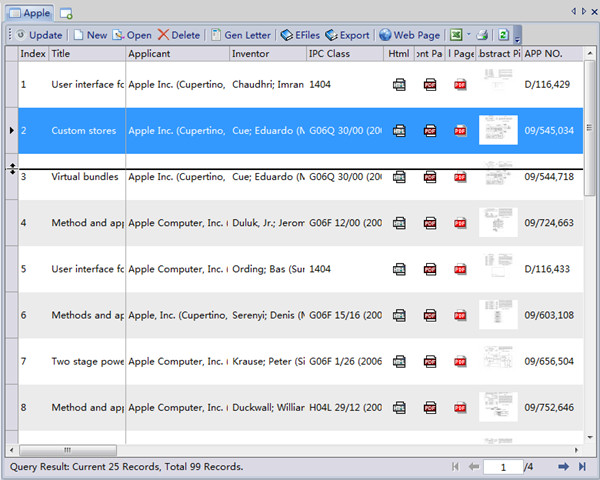 Apple
Update New Open Delete Gen Letter EFiles Export Web Page
Index Title Applicant Inventor IPC Class Html ont Pa l Page bstract Pi APP NO.
1 User interface fo Apple Inc. (Cupertino, Chaudhri; Imran 1404 PDF PDF D/116,429
2 Custom stores Apple Inc. (Cupertino, Cue; Eduardo (M G06Q 30/00 (200 PDF PDF 09/545,034
3 Virtual bundles Apple Inc. (Cupertino, Cue; Eduardo (M G06Q 30/00 (200 PDF PDF 09/544,718
4 Method and app Apple Computer, Inc. ( Duluk, Jr.; Jerom G06F 12/00 (200 PDF PDF 09/724,663
5 User interface fo Apple Computer, Inc. ( Ording; Bas (Sun 1404 PDF PDF D/116,433
6 Methods and ap Apple, Inc. (Cupertino, Serenyi; Denis (M G06F 15/16 (200 PDF PDF 09/603,108
7 Two stage powe Apple Computer, Inc. ( Krause; Peter (Si G06F 1/26 (2006 PDF PDF 09/656,504
8 Method and app Apple Computer, Inc. ( Duckwall; William H04L 29/12 (200 PDF PDF 09/752,646
Query Result: Current 25 Records, Total 99 Records. 1 /4